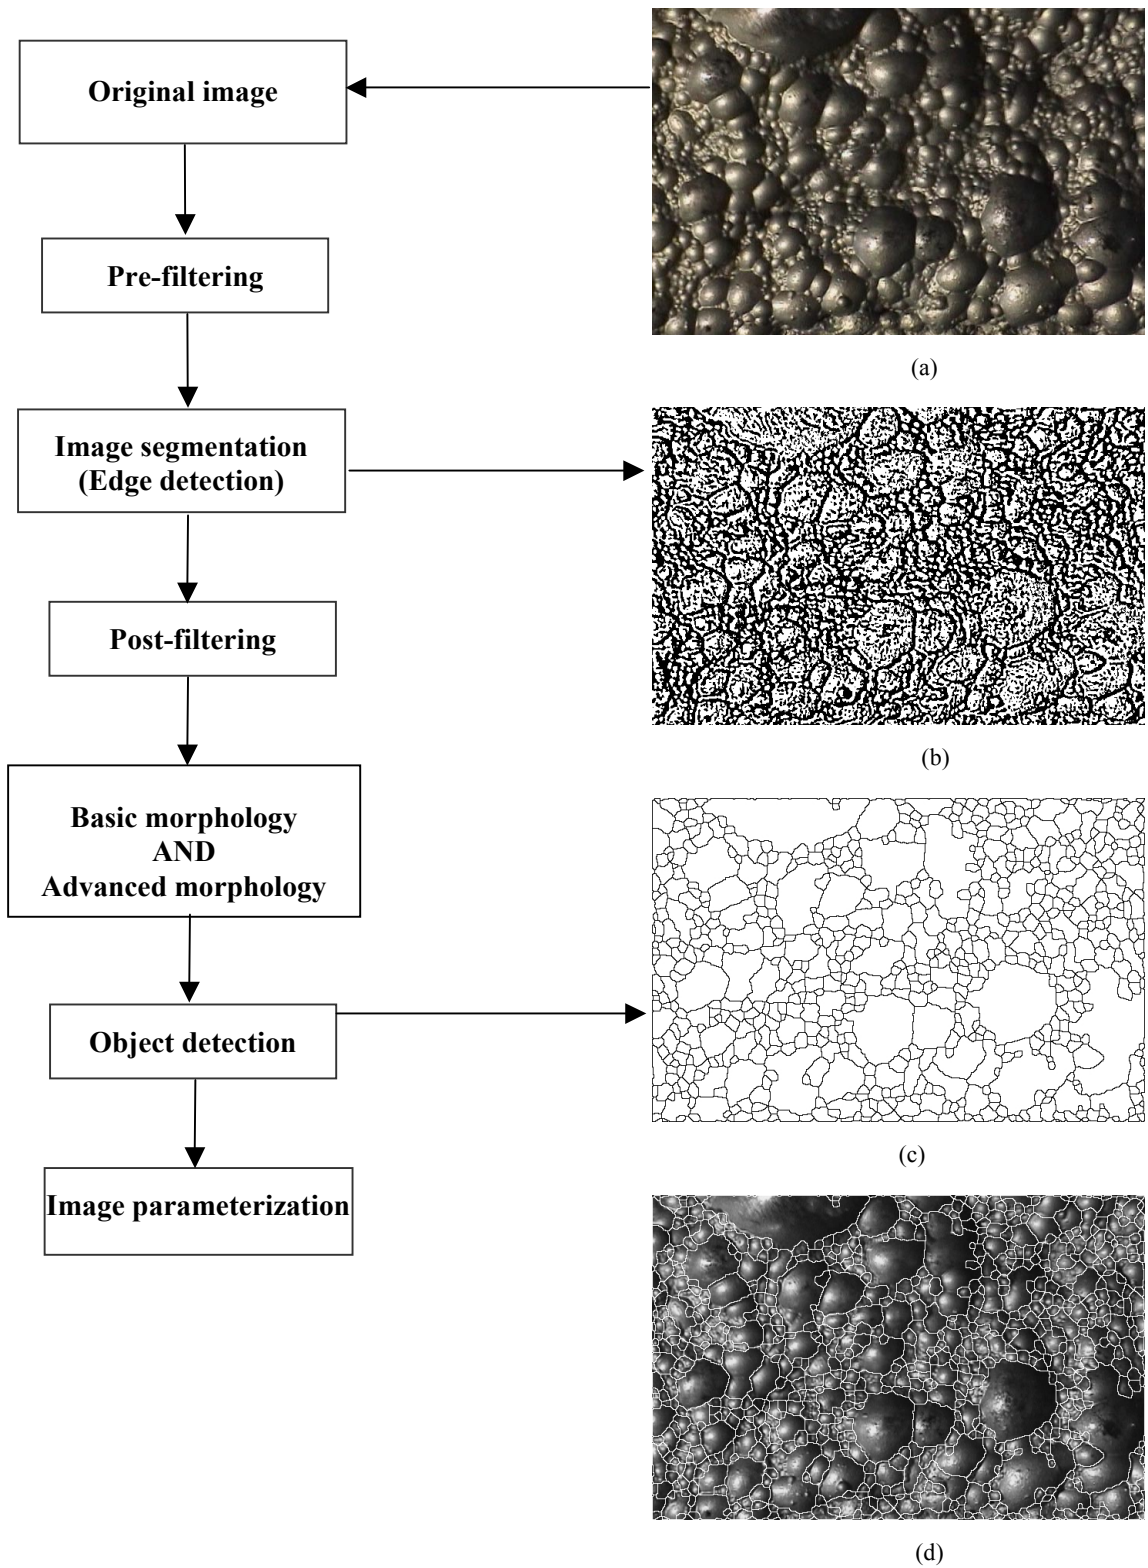 Original image
Pre-filtering
Image segmentation
(Edge detection)
Post-filtering
Basic morphology
AND
Advanced morphology
Object detection
Image parameterization
(a)
(b)
(c)
(d)